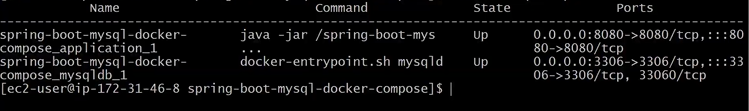 Name Command State Ports
--------------------------------------------------------------------------------
spring-boot-mysql-docker- java -jar /spring-boot-mys Up 0.0.0.0:8080->8080/tcp,:::80
compose_application_1 ... 80->8080/tcp
spring-boot-mysql-docker- docker-entrypoint.sh mysqld Up 0.0.0.0:3306->3306/tcp,:::33
compose_mysqldb_1 06->3306/tcp, 33060/tcp
[ec2-user@ip-172-31-46-8 spring-boot-mysql-docker-compose]$